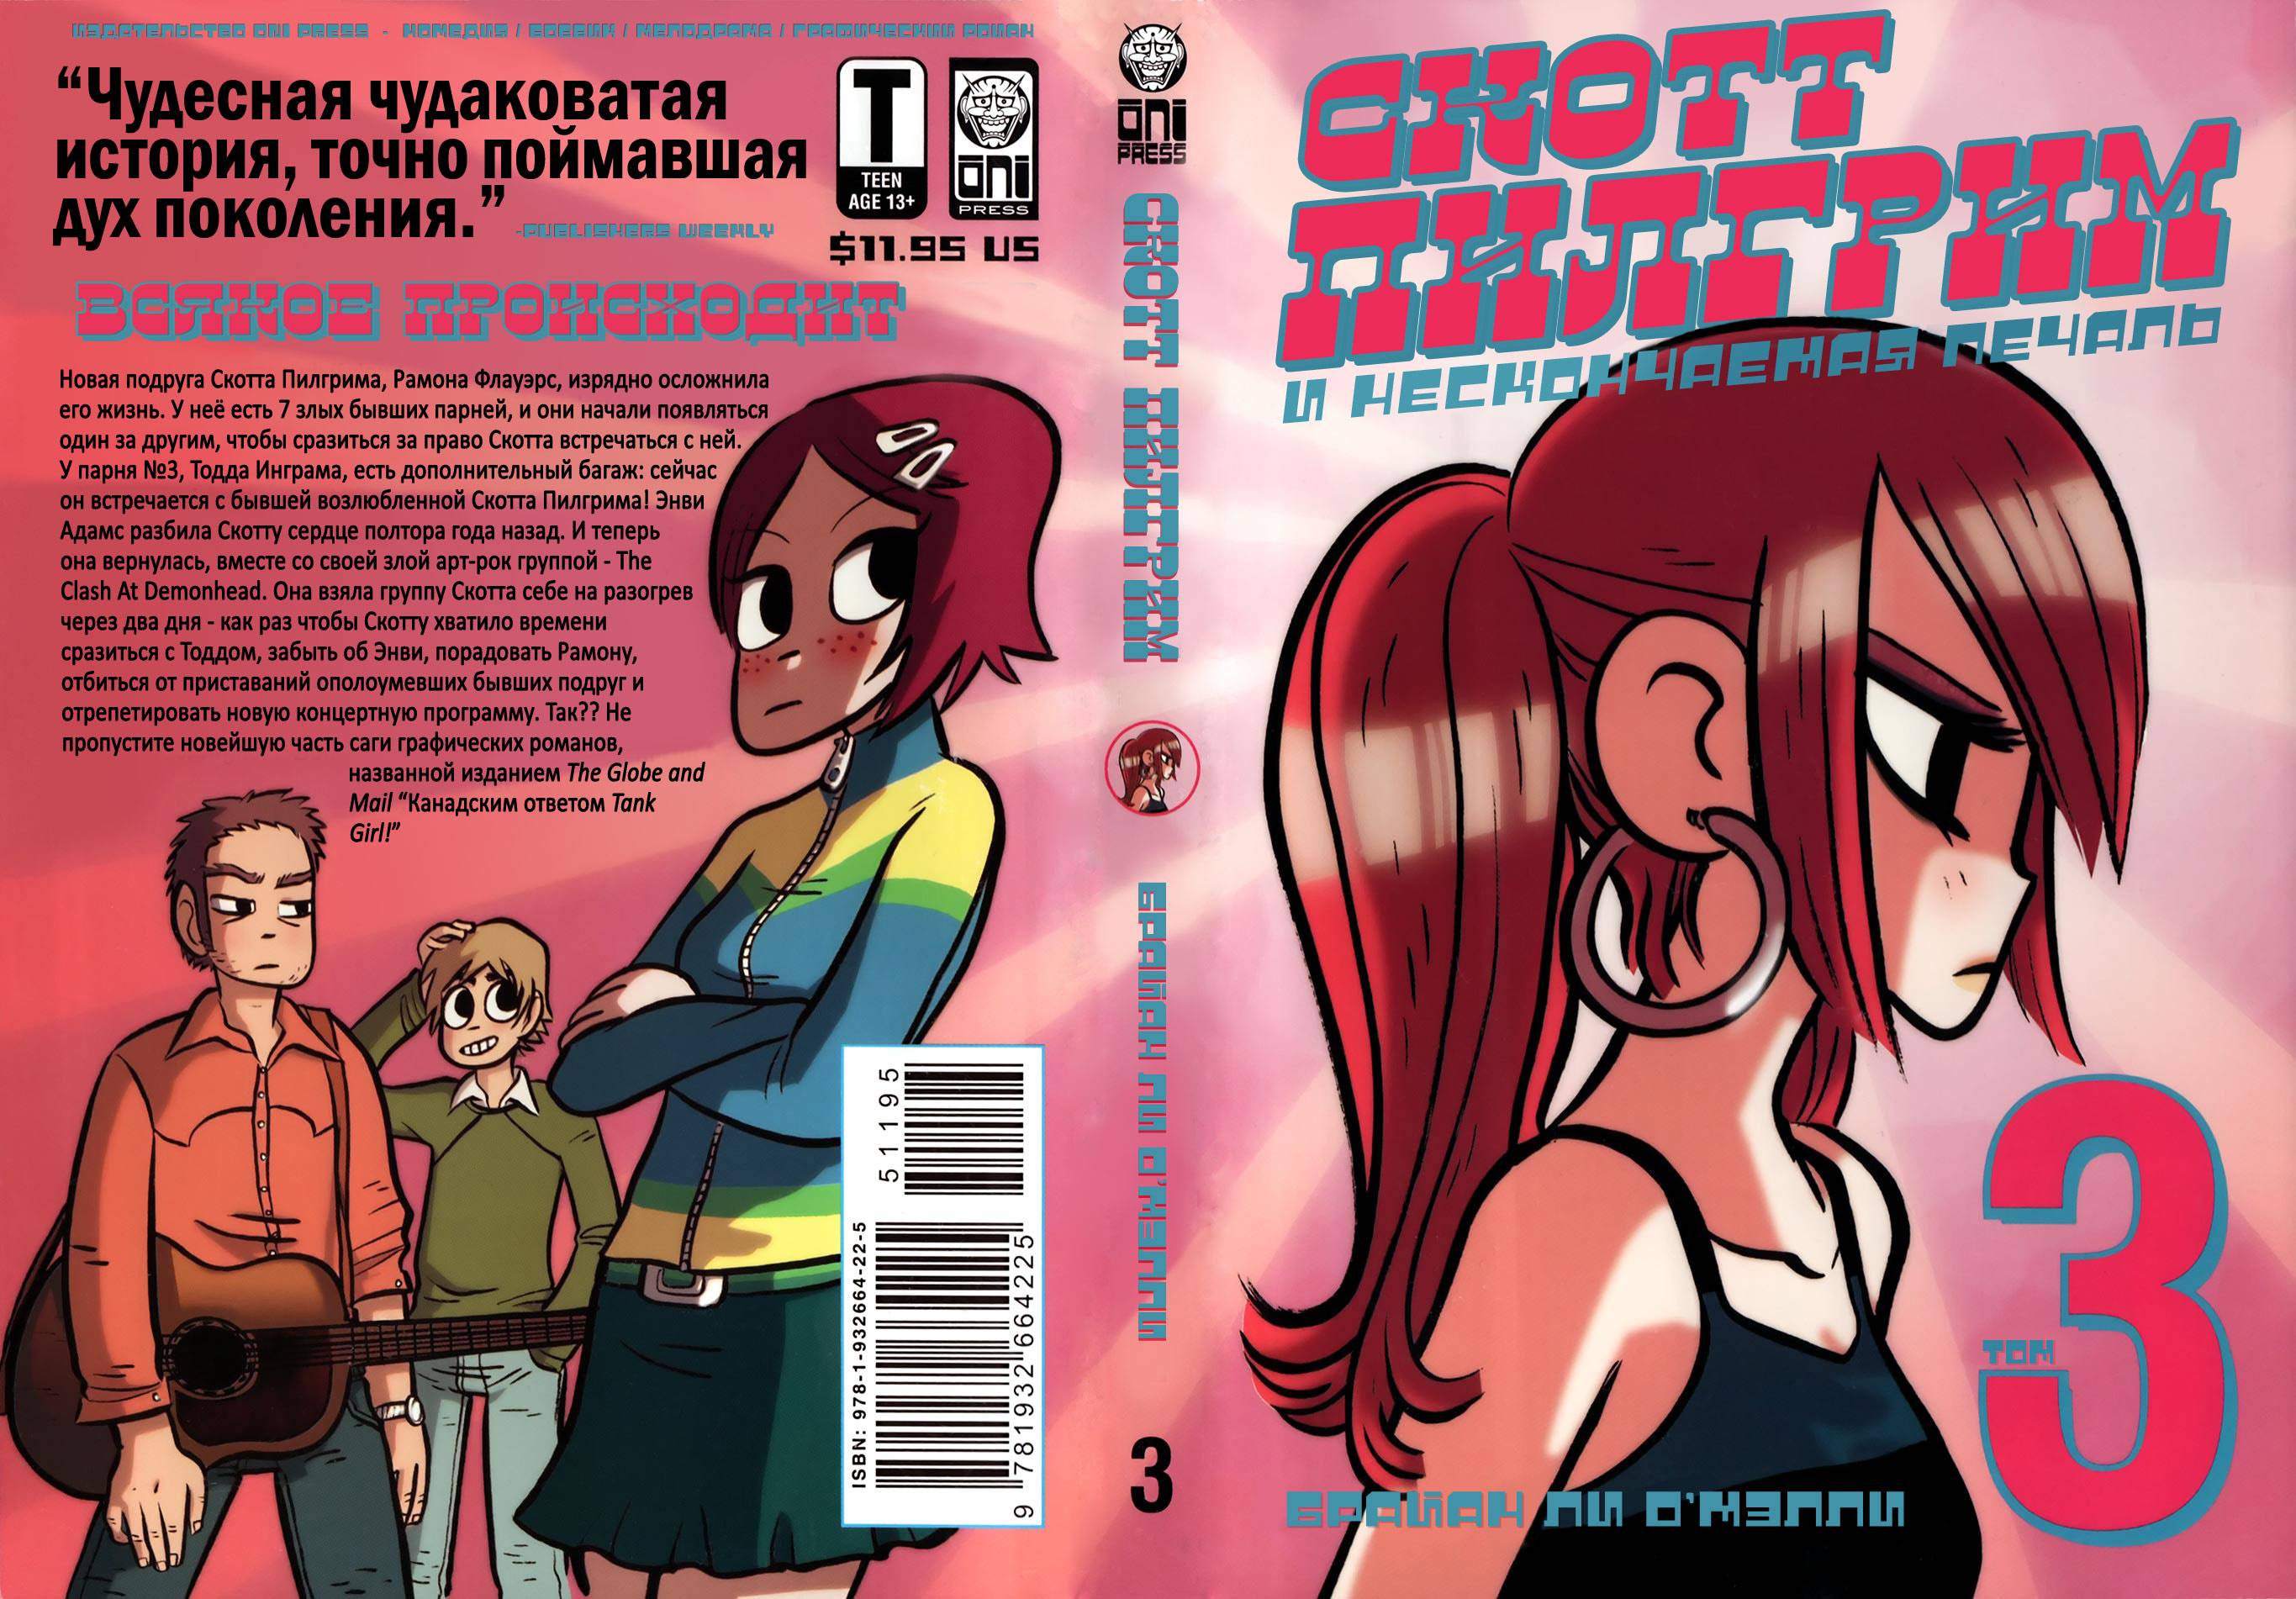 ИЗДАТЕЛЬСТВО ONI PRESS - КОМЕДИЯ / БОЕВИК / МЕЛОДРАМА / ГРАФИЧЕСКИЙ РОМАН
“Чудесная чудаковатая
история, точно поймавшая
дух поколения.”
-PUBLISHERS WEEKLY
T
TEEN
AGE 13+
ŌNI
PRESS
$11.95 US
ВСЯКОЕ ПРОИСХОДИТ
Новая подруга Скотта Пилгрима, Рамона Флауэрс, изрядно осложнила
его жизнь. У неё есть 7 злых бывших парней, и они начали появляться
один за другим, чтобы сразиться за право Скотта встречаться с ней.
У парня №3, Тодда Инграма, есть дополнительный багаж: сейчас
он встречается с бывшей возлюбленной Скотта Пилгрима! Энви
Адамс разбила Скотту сердце полтора года назад. И теперь
она вернулась, вместе со своей злой арт-рок группой - The
Clash At Demonhead. Она взяла группу Скотта себе на разогрев
через два дня - как раз чтобы Скотту хватило времени
сразиться с Тоддом, забыть об Энви, порадовать Рамону,
отбиться от приставаний ополоумевших бывших подруг и
отрепетировать новую концертную программу. Так?? Не
пропустите новейшую часть саги графических романов,
названной изданием The Globe and
Mail “Канадским ответом Tank
Girl!”
51195
ISBN: 978-1-932664-22-5
9 781932 664225
ŌNI
PRESS
СКОТТ ПИЛГРИМ
БРАЙАН ЛИ О'МЭЛЛИ
3
СКОТТ
ПИЛГРИМ
И НЕСКОНЧАЕМАЯ ПЕЧАЛЬ
ТОМ
3
БРАЙАН ЛИ О'МЭЛЛИ